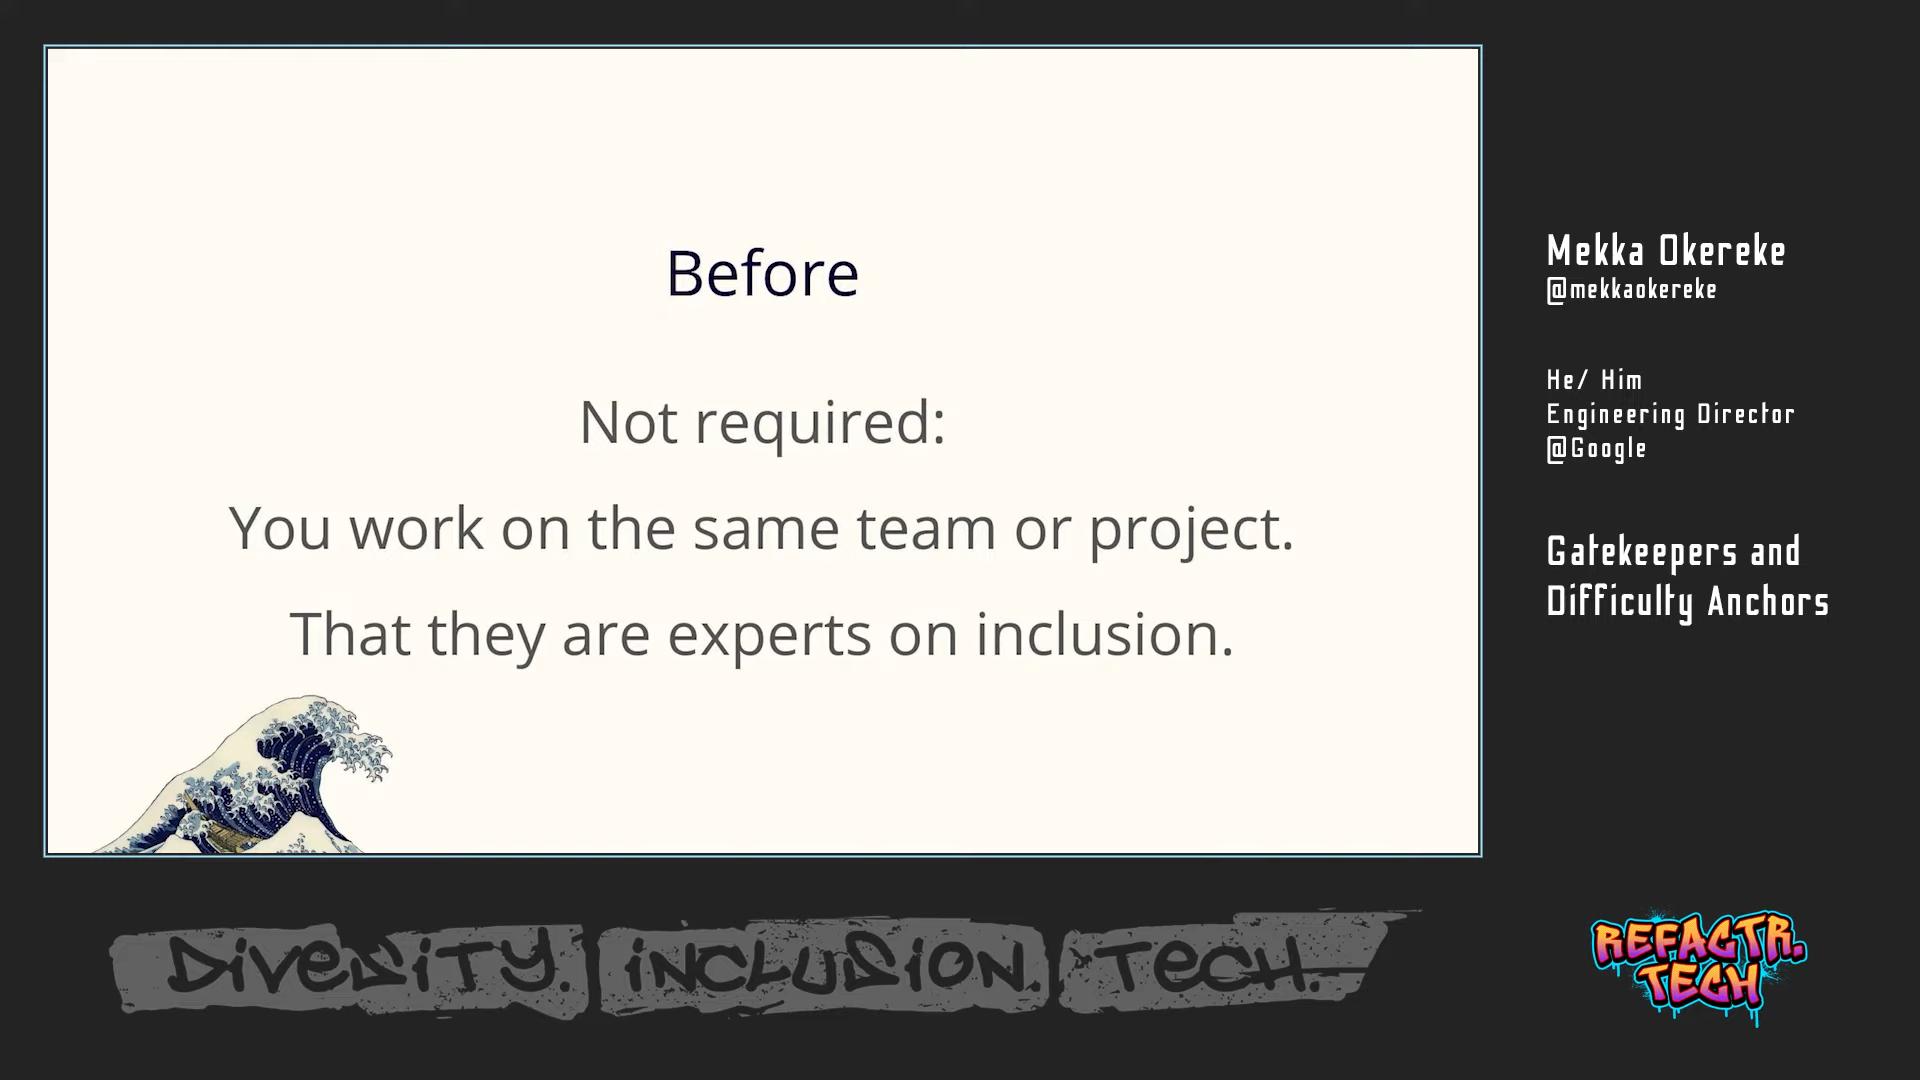 Before
Not required:
You work on the same team or project.
That they are experts on inclusion.
Mekka Okereke
@mekkaokereke
He/ Him
Engineering Director
@Google
Gatekeepers and
Difficulty Anchors
DiveSiTy. iNCLUSION. TeCH.
REFACTR.
TECH